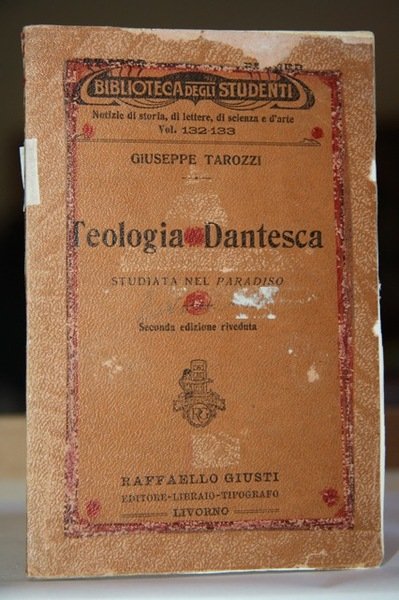 BIBLIOTECA DEGLI STUDENTI
Notizie di storia, di lettere, di scienza e d'arte
Vol. 132-133
GIUSEPPE TAROZZI
Teologia Dantesca
STUDIATA NEL PARADISO
Seconda edizione riveduta
RG
RAFFAELLO GIUSTI
EDITORE-LIBRAIO-TIPOGRAFO
LIVORNO